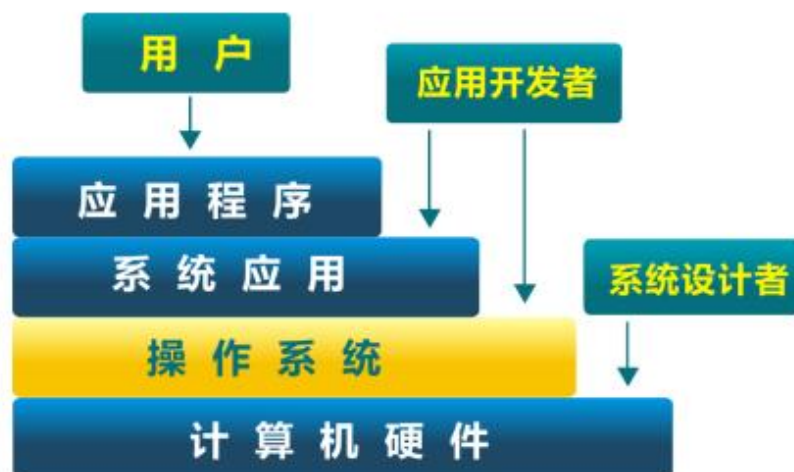 用 户
应用开发者
应 用 程 序
系 统 应 用
系统设计者
操 作 系 统
计 算 机 硬 件